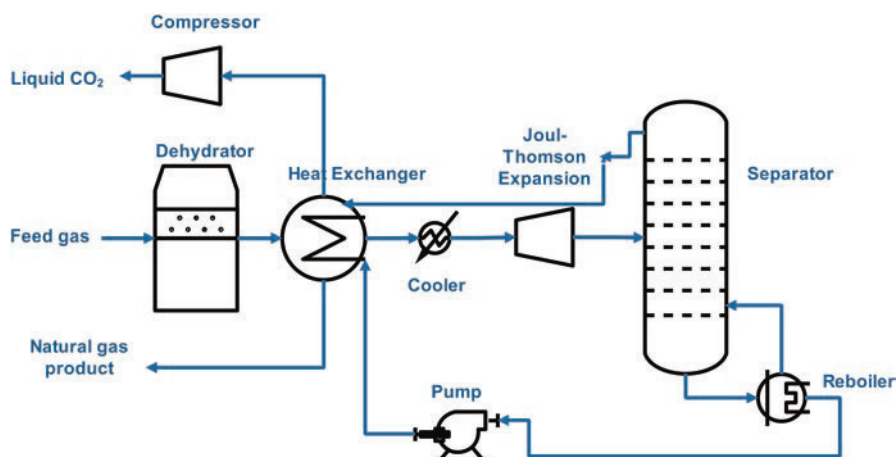 Compressor
Liquid CO₂
Dehydrator
Heat Exchanger
Joul-
Thomson
Expansion
Separator
Feed gas
Cooler
Natural gas
product
Pump
Reboiler